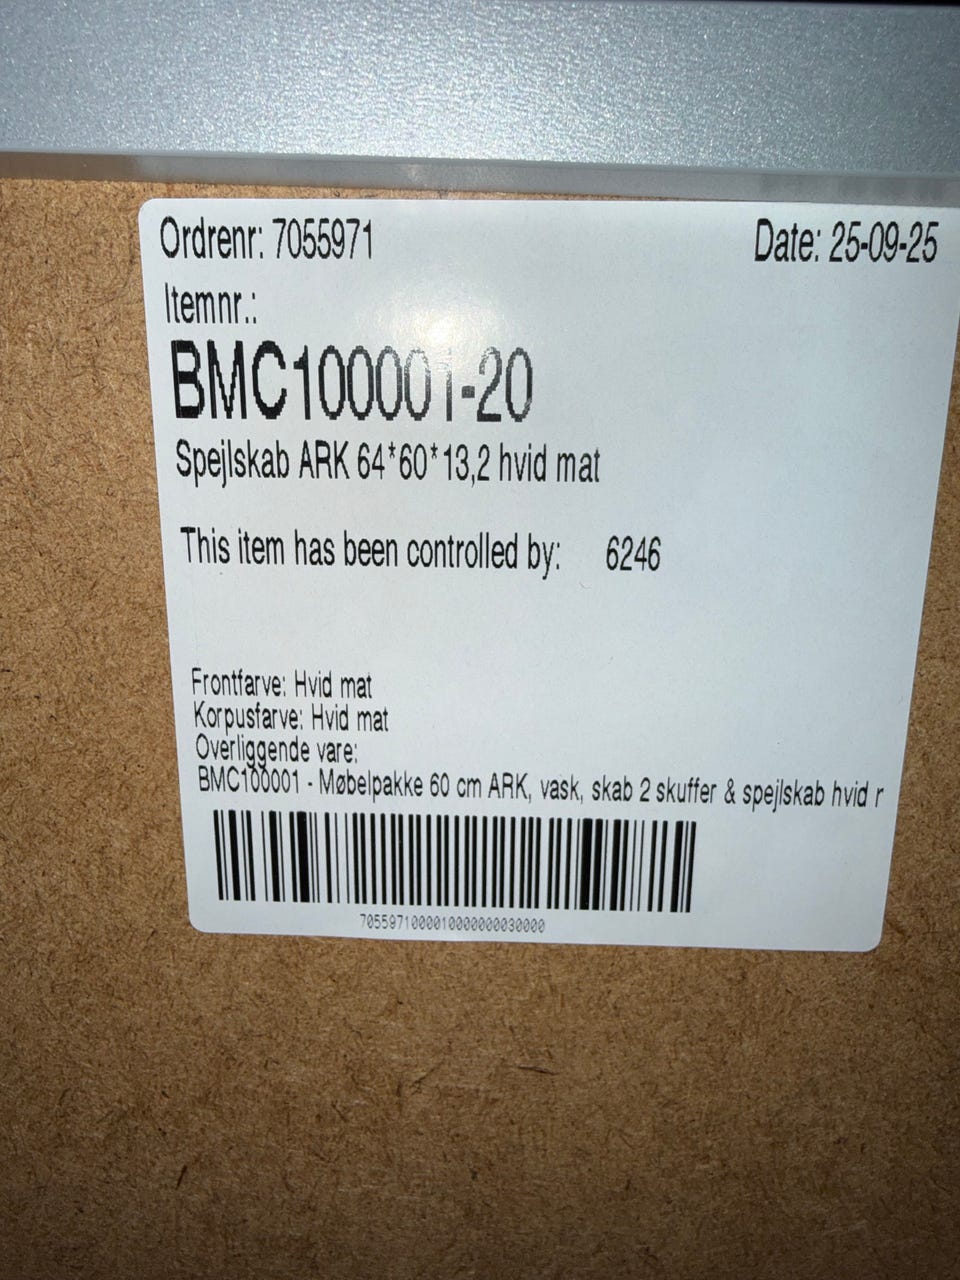 Ordrenr: 7055971 Date: 25-09-25
Itemnr.:
BMC100001-20
Spejlskab ARK 64*60*13,2 hvid mat
This item has been controlled by: 6246
Frontfarve: Hvid mat
Korpusfarve: Hvid mat
Overliggende vare:
BMC100001 - Møbelpakke 60 cm ARK, vask, skab 2 skuffer & spejlskab hvid r
7055971000010000000030000